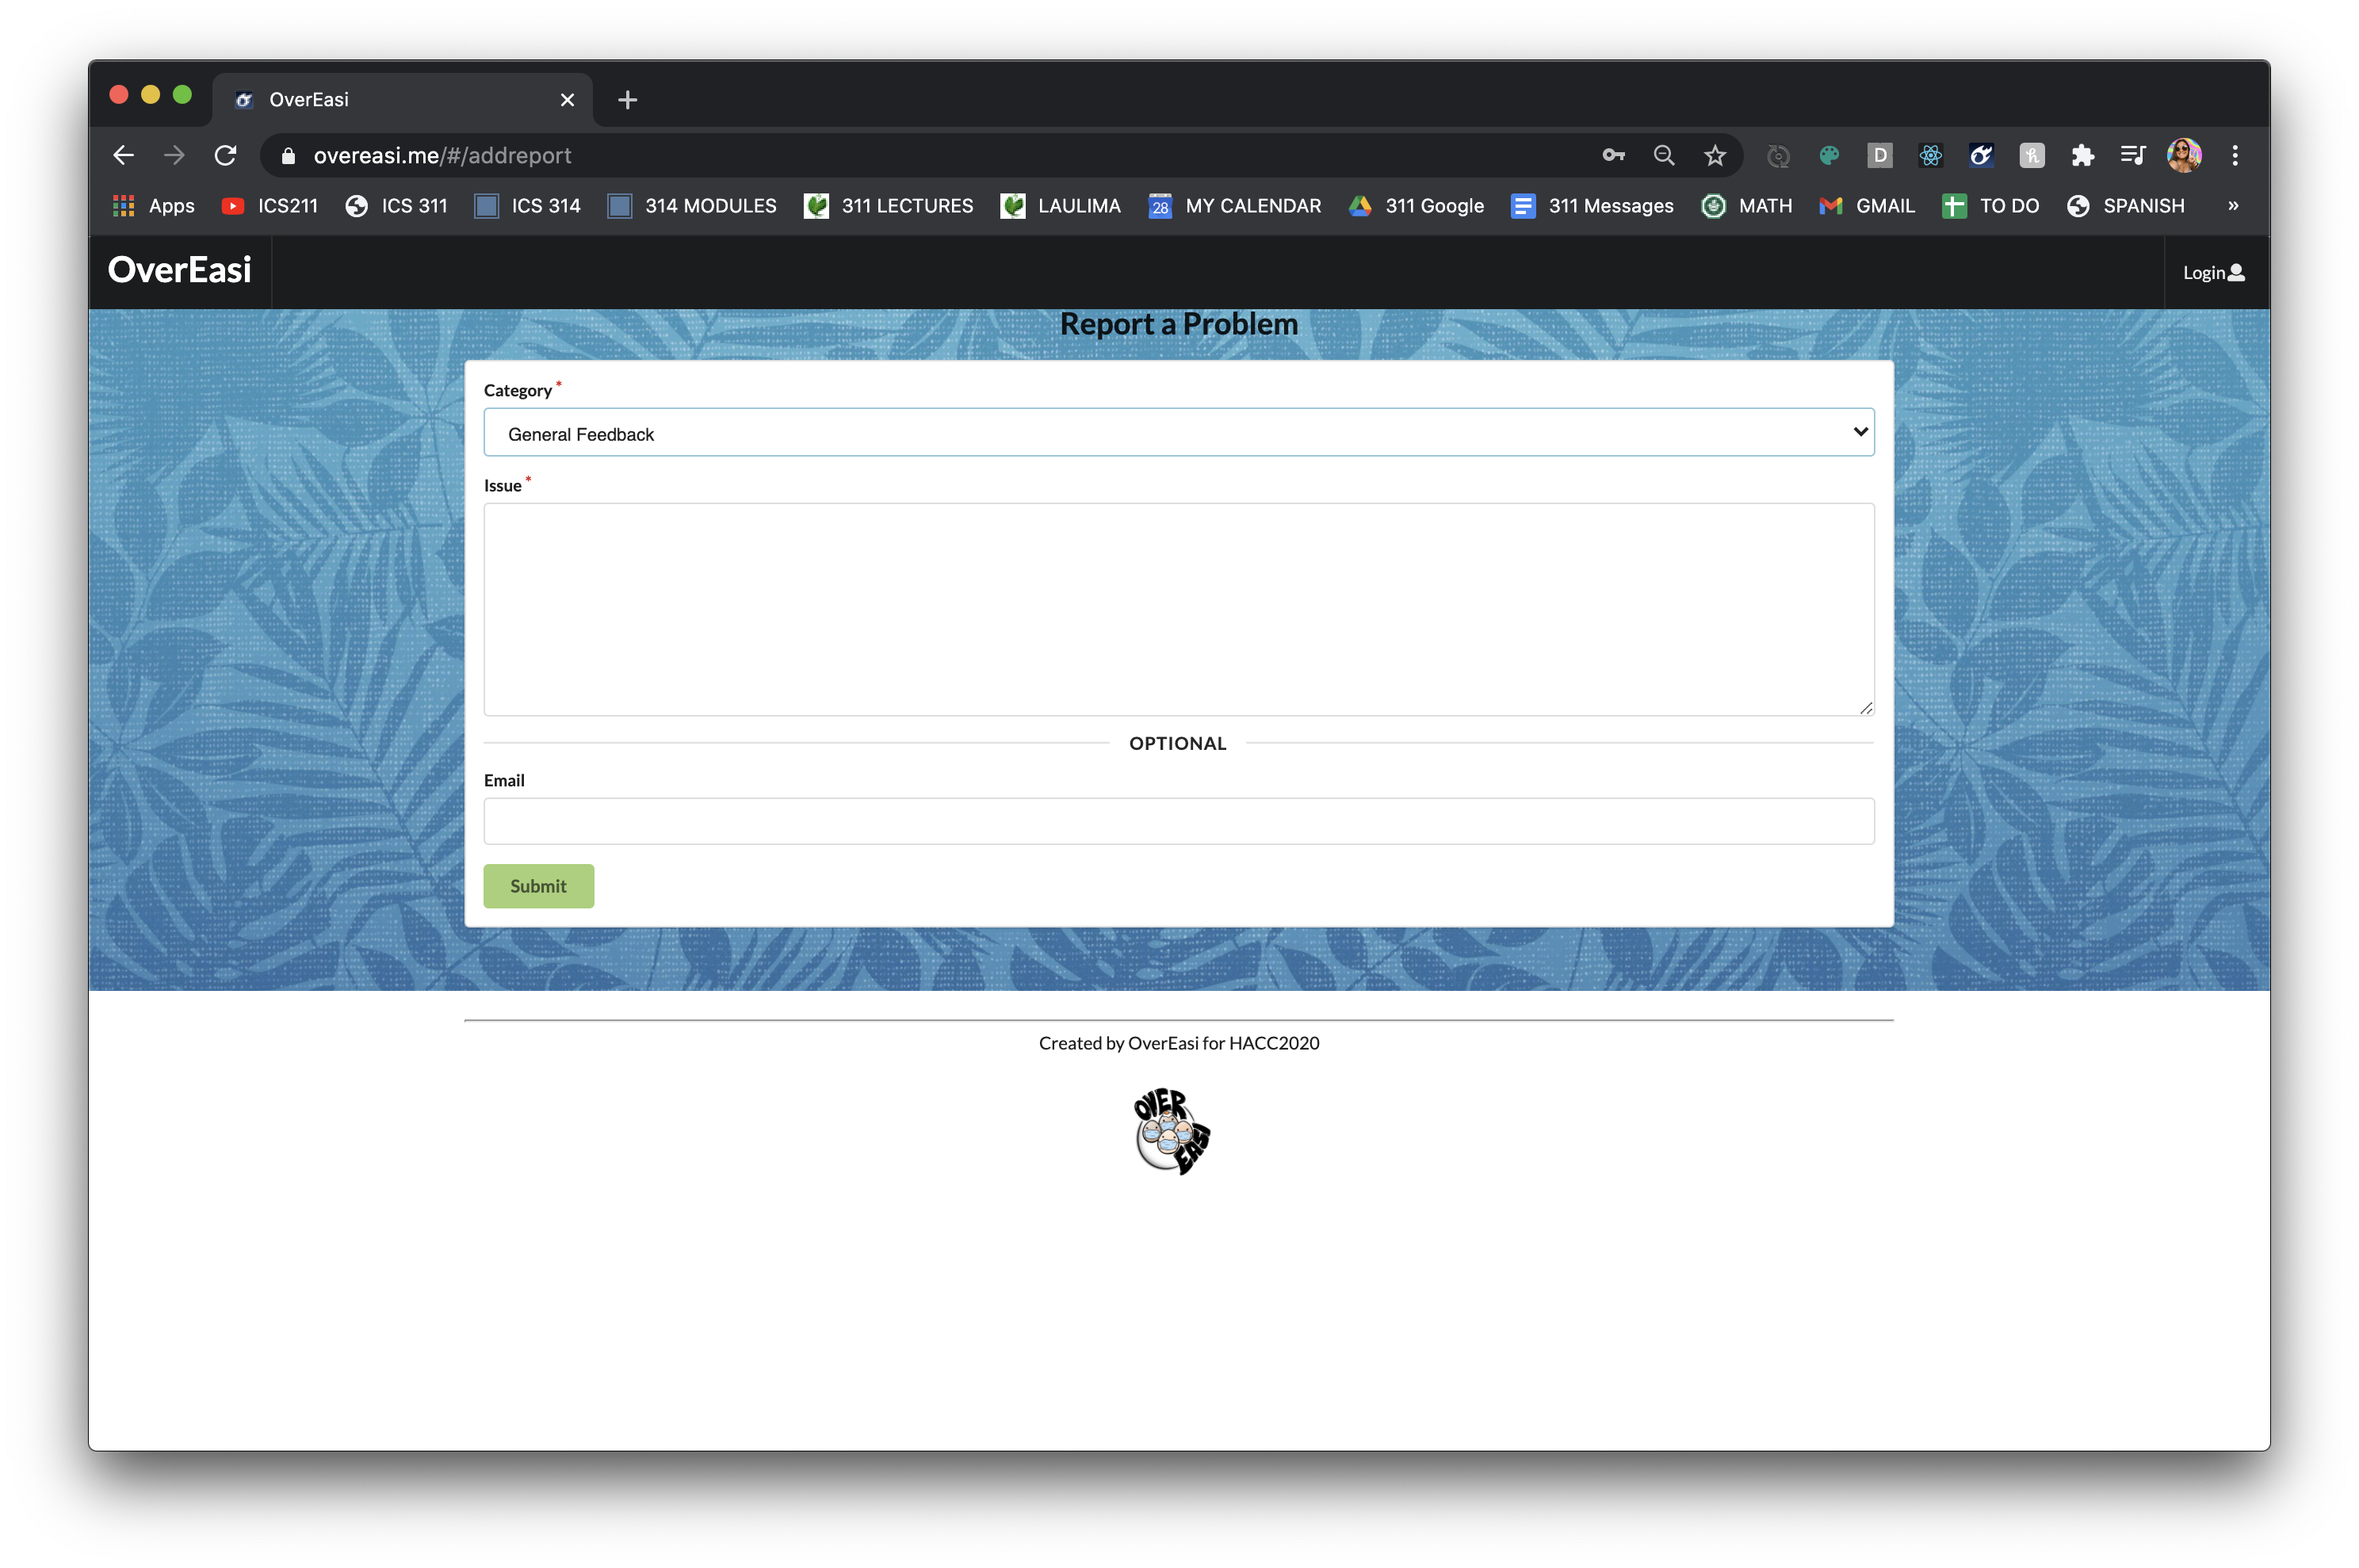 OverEasi
overeasi.me/#/addreport
D
Apps ICS211 ICS 311 ICS 314 314 MODULES 311 LECTURES LAULIMA 28 MY CALENDAR 311 Google 311 Messages MATH GMAIL TO DO SPANISH »
OverEasi
Login
Report a Problem
Category *
General Feedback
Issue *
OPTIONAL
Email
Submit
Created by OverEasi for HACC2020
OVER
EASI